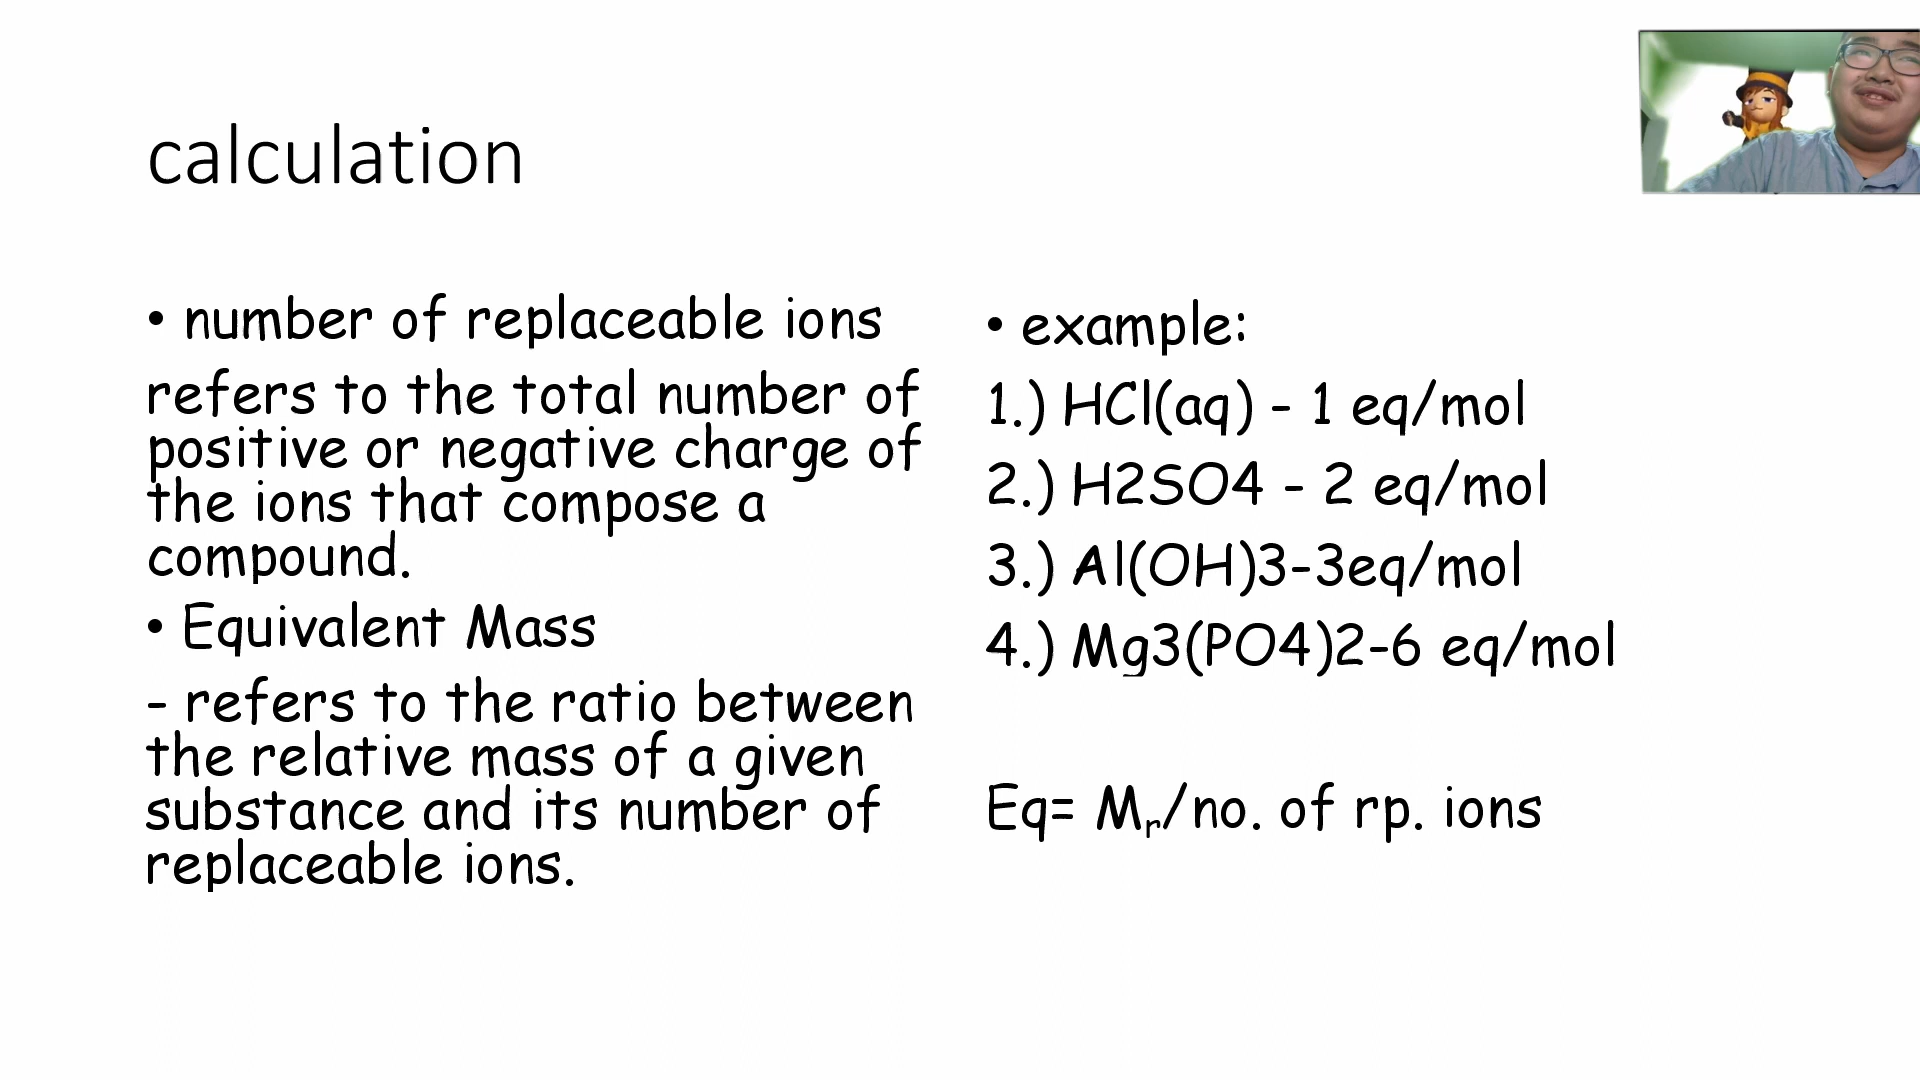 calculation
• number of replaceable ions
refers to the total number of
positive or negative charge of
the ions that compose a
compound.
• Equivalent Mass
- refers to the ratio between
the relative mass of a given
substance and its number of
replaceable ions.
• example:
1.) HCl(aq) - 1 eq/mol
2.) H2SO4 - 2 eq/mol
3.) Al(OH)3-3eq/mol
4.) Mg3(PO4)2-6 eq/mol
Eq= Mr/no. of rp. ions